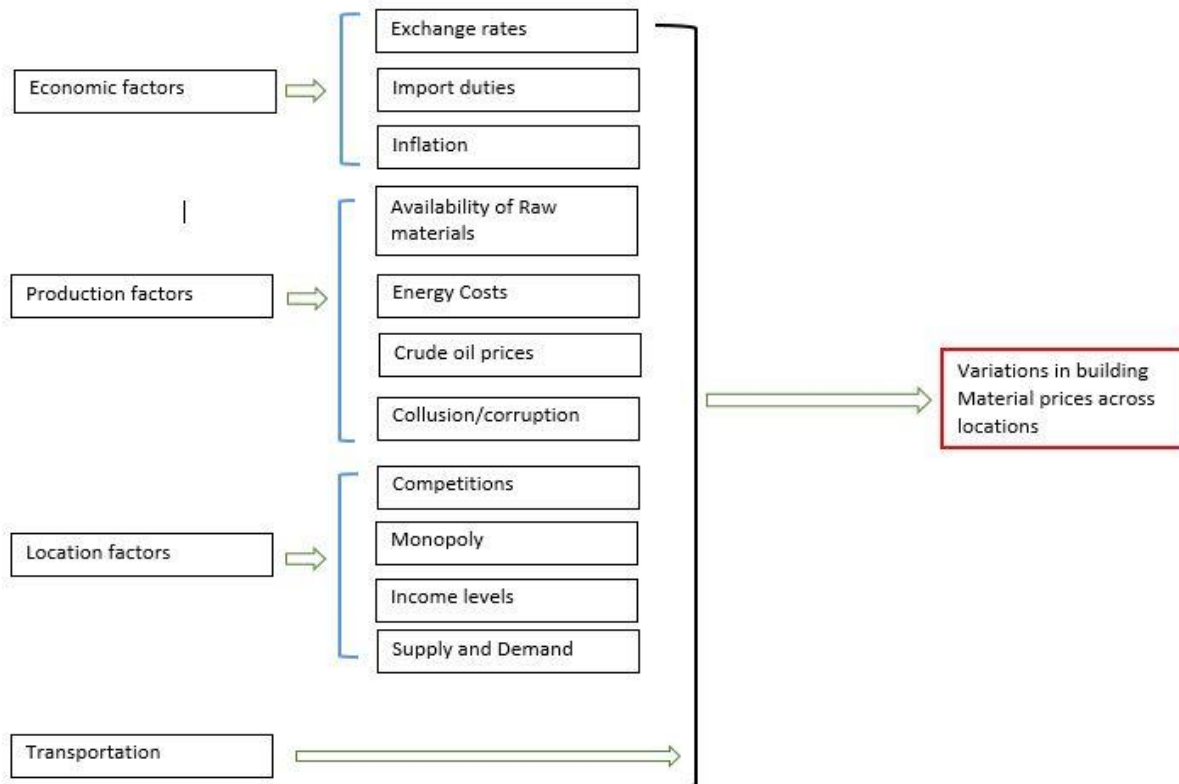 Economic factors
Exchange rates
Import duties
Inflation
Production factors
Availability of Raw
materials
Energy Costs
Crude oil prices
Collusion/corruption
Location factors
Competitions
Monopoly
Income levels
Supply and Demand
Transportation
Variations in building
Material prices across
locations